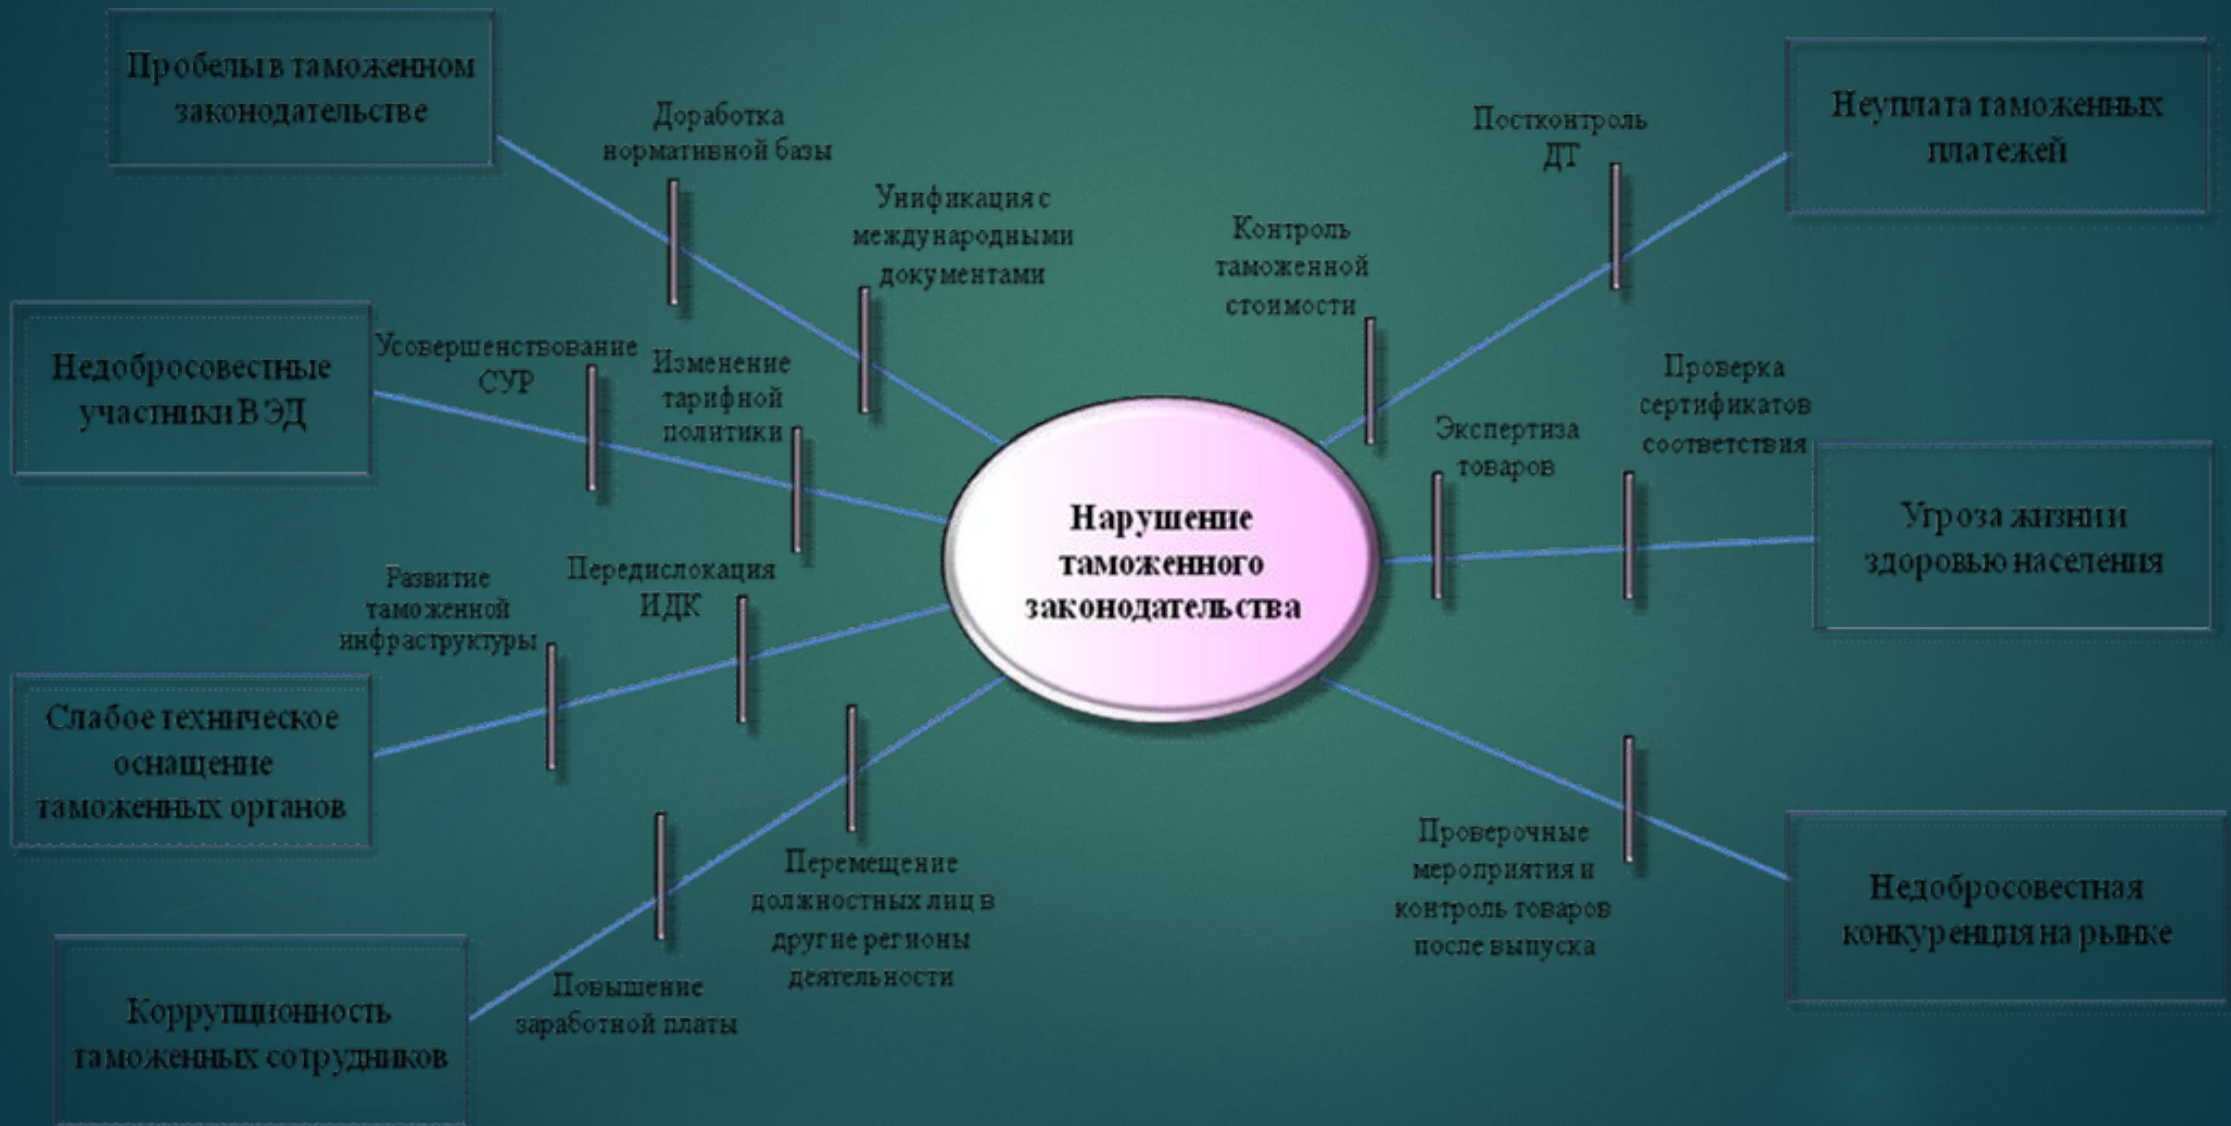 Пробелы в таможенном
законодательстве
Доработка
нормативной базы
Унификация с
международными
документами
Недобросовестные
участники ВЭД
Усовершенствование
СУР
Изменение
тарифной
политики
Слабое техническое
оснащение
таможенных органов
Развитие
таможенной
инфраструктуры
Передислокация
ИДК
Коррупционность
таможенных сотрудников
Повышение
заработной платы
Перемещение
должностных лиц в
другие регионы
деятельности
Нарушение
таможенного
законодательства
Контроль
таможенной
стоимости
Постконтроль
ДТ
Неуплата таможенных
платежей
Экспертиза
товаров
Проверка
сертификатов
соответствия
Угроза жизни и
здоровью населения
Проверочные
мероприятия и
контроль товаров
после выпуска
Недобросовестная
конкуренция на рынке